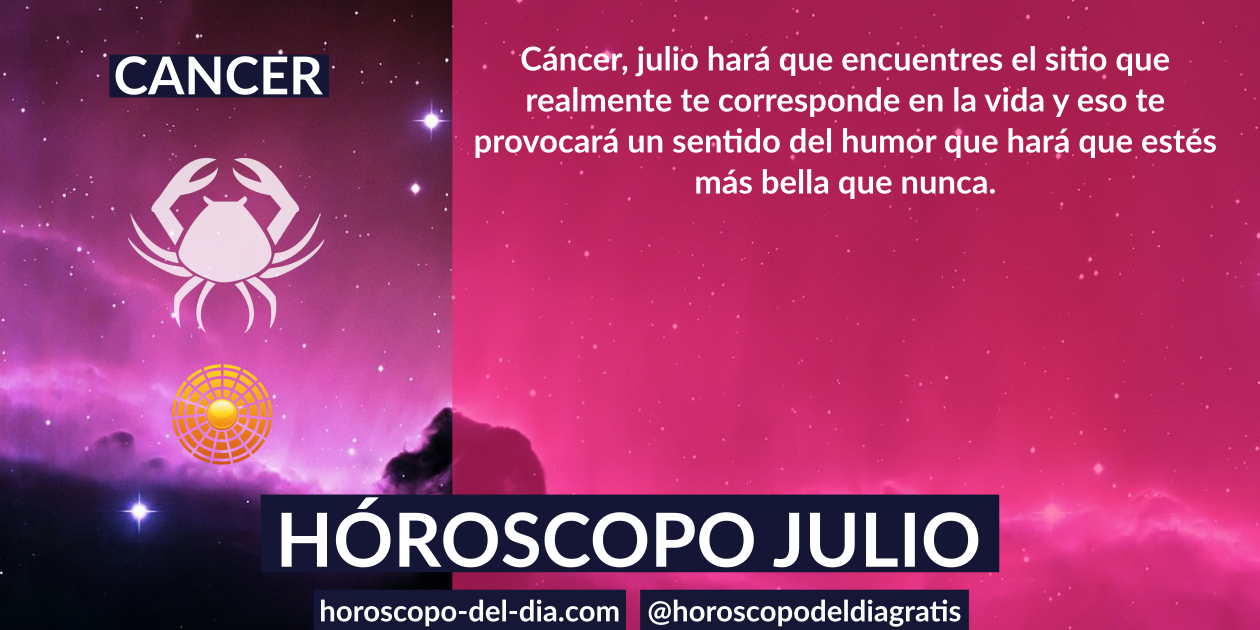 CANCER
Cáncer, julio hará que encuentres el sitio que
realmente te corresponde en la vida y eso te
provocará un sentido del humor que hará que estés
más bella que nunca.
HÓROSCOPO JULIO
horoscopo-del-dia.com
@horoscopodeldiagratis